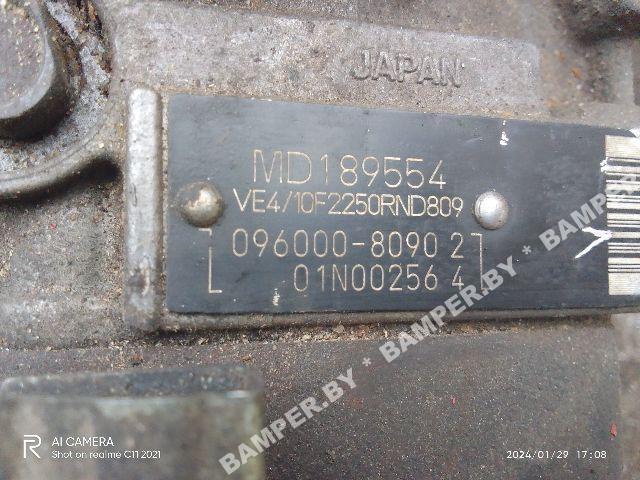 JAPAN
MD189554
VE4/10F2250RND809
096000-8090 2
01N00256 4
BAMPER.BY * BAMPER.BY * BAMPER.BY
R
AI CAMERA
Shot on realme C11 2021
2024/01/29 17:08